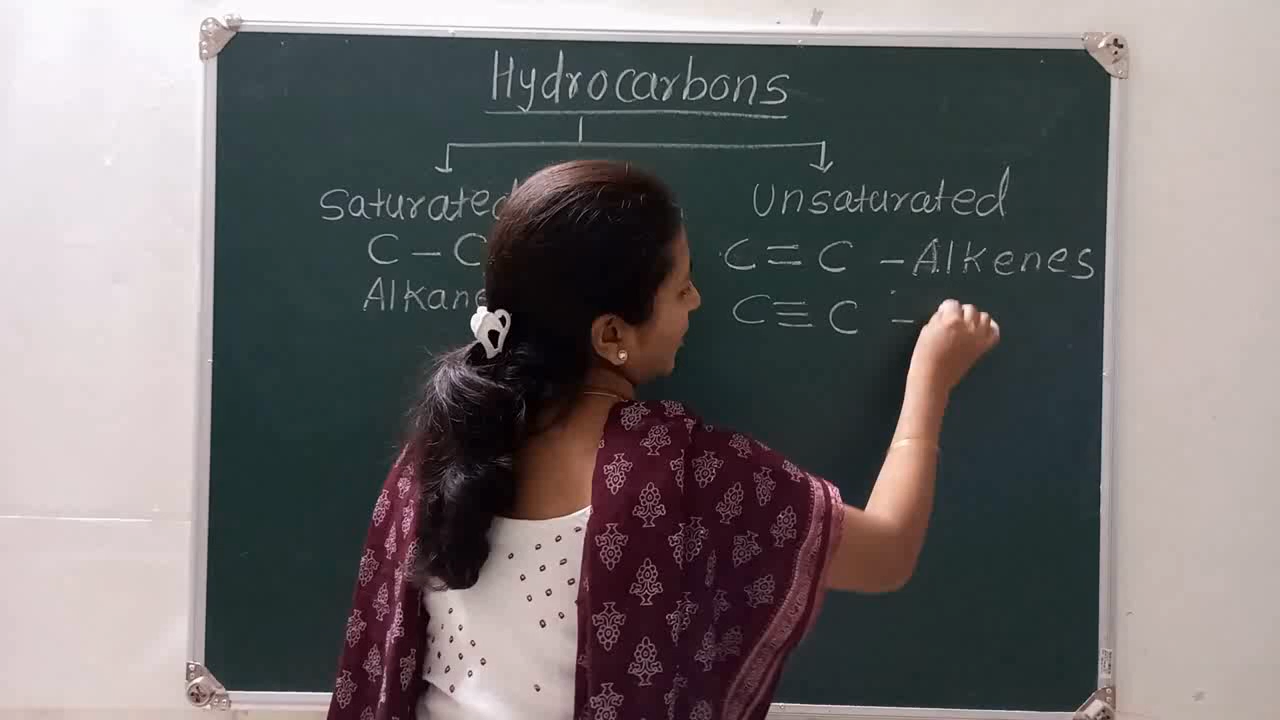 Hydrocarbons
Saturated
Unsaturated
C – C
C = C – Alkenes
Alkane
C ≡ C –